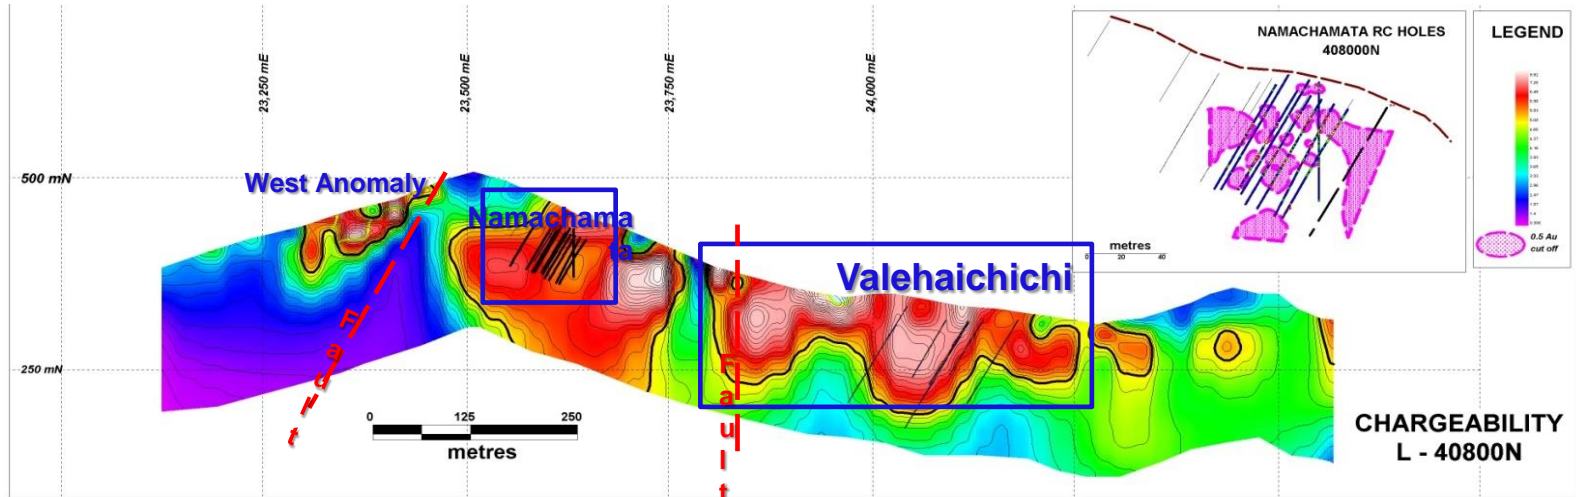 23,250 mE
23,500 mE
23,750 mE
24,000 mE
NAMACHAMATA RC HOLES
408000N
LEGEND
500 mN
West Anomaly
Namachama
ta
Valehaichichi
metres
0
20
40
0.5 Au
cut off
Fault
250 mN
Fault
0
125
250
metres
CHARGEABILITY
L - 40800N